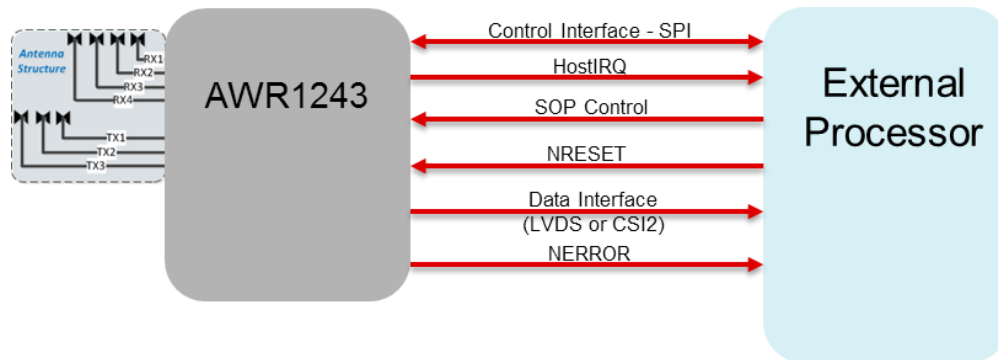 Antenna
Structure
RX1
RX2
RX3
RX4
TX1
TX2
TX3
AWR1243
Control Interface - SPI
HostIRQ
SOP Control
NRESET
Data Interface
(LVDS or CSI2)
NERROR
External
Processor